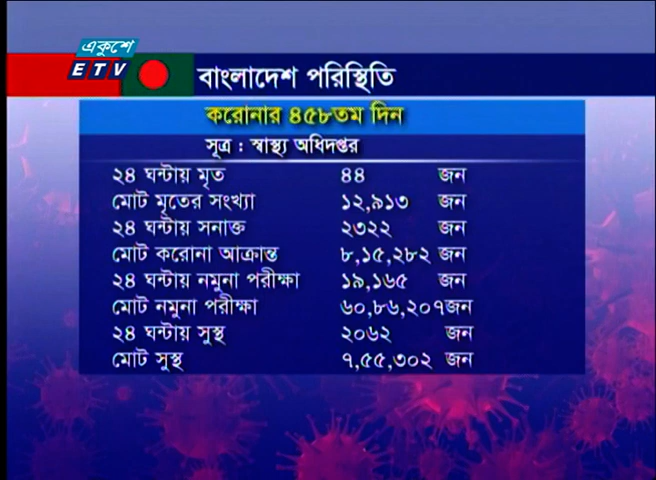 একুশে
ETV
বাংলাদেশ পরিস্থিতি
করোনার ৪৫৮তম দিন
সূত্র : স্বাস্থ্য অধিদপ্তর
২৪ ঘন্টায় মৃত ৪৪ জন
মোট মৃতের সংখ্যা ১২,৯১৩ জন
২৪ ঘন্টায় সনাক্ত ২৩২২ জন
মোট করোনা আক্রান্ত ৮,১৫,২৮২ জন
২৪ ঘন্টায় নমুনা পরীক্ষা ১৯,১৬৫ জন
মোট নমুনা পরীক্ষা ৬০,৮৬,২০৭জন
২৪ ঘন্টায় সুস্থ ২০৬২ জন
মোট সুস্থ ৭,৫৫,৩০২ জন